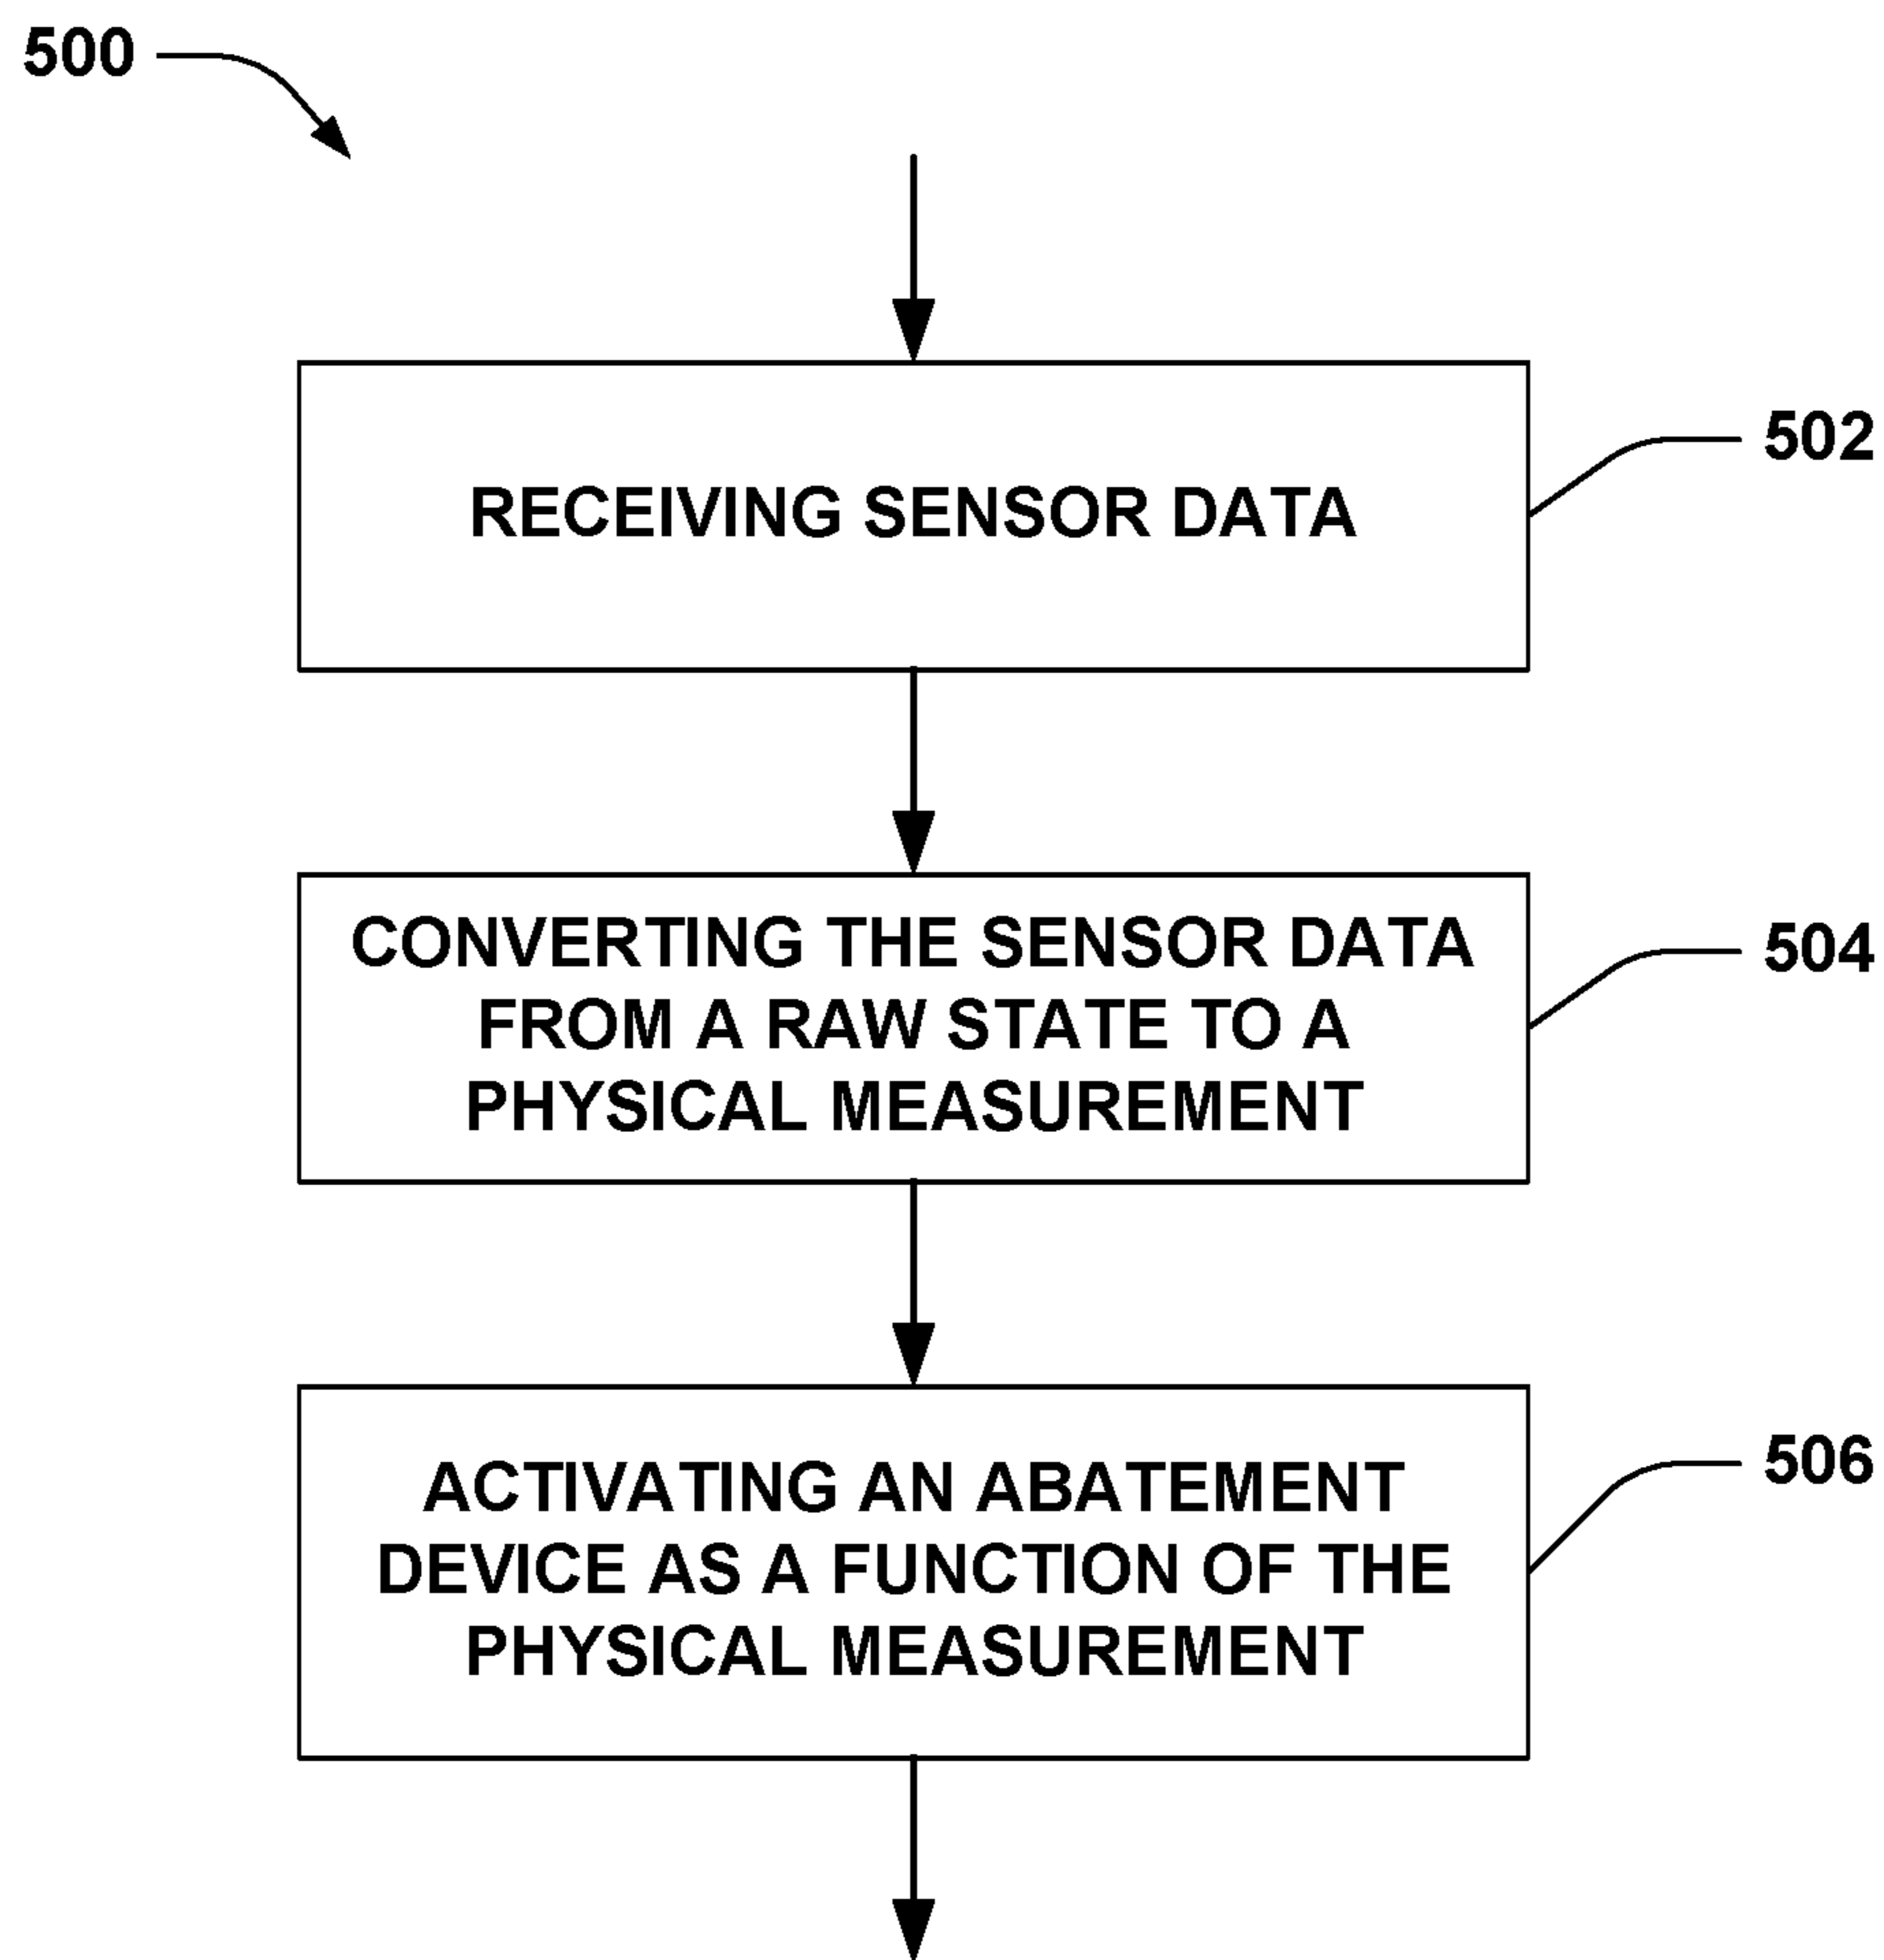 500
RECEIVING SENSOR DATA
502
CONVERTING THE SENSOR DATA
FROM A RAW STATE TO A
PHYSICAL MEASUREMENT
504
ACTIVATING AN ABATEMENT
DEVICE AS A FUNCTION OF THE
PHYSICAL MEASUREMENT
506